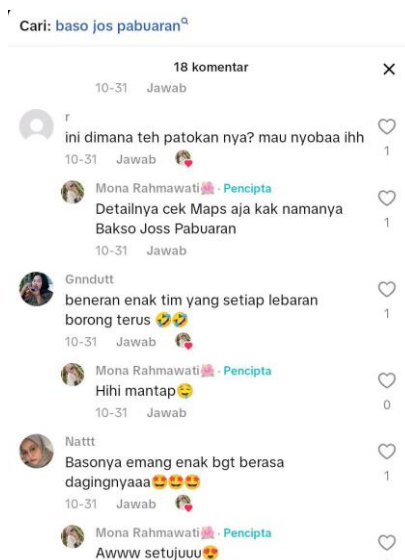 Cari: baso jos pabuaran
18 komentar
10-31 Jawab
r
ini dimana teh patokan nya? mau nyobaa ihh
1
10-31 Jawab
Mona Rahmawati🌺 · Pencipta
Detailnya cek Maps aja kak namanya
Bakso Joss Pabuaran
1
10-31 Jawab
Gnndutt
beneran enak tim yang setiap lebaran
borong terus 🤣🤣
1
10-31 Jawab
Mona Rahmawati🌺 · Pencipta
Hihi mantap🤤
0
10-31 Jawab
Nattt
Basonya emang enak bgt berasa
dagingnyaaa🤩🤩🤩
1
10-31 Jawab
Mona Rahmawati🌺 · Pencipta
Awww setujuuu😍